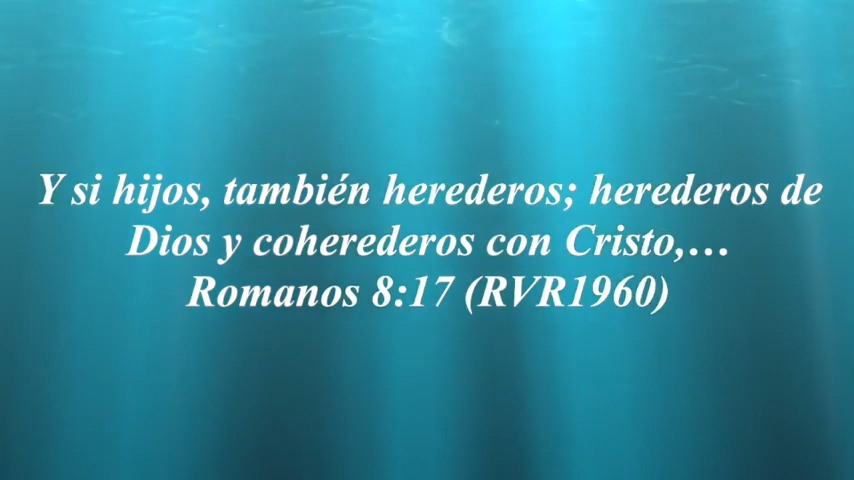 Y si hijos, también herederos; herederos de
Dios y coherederos con Cristo,…
Romanos 8:17 (RVR1960)